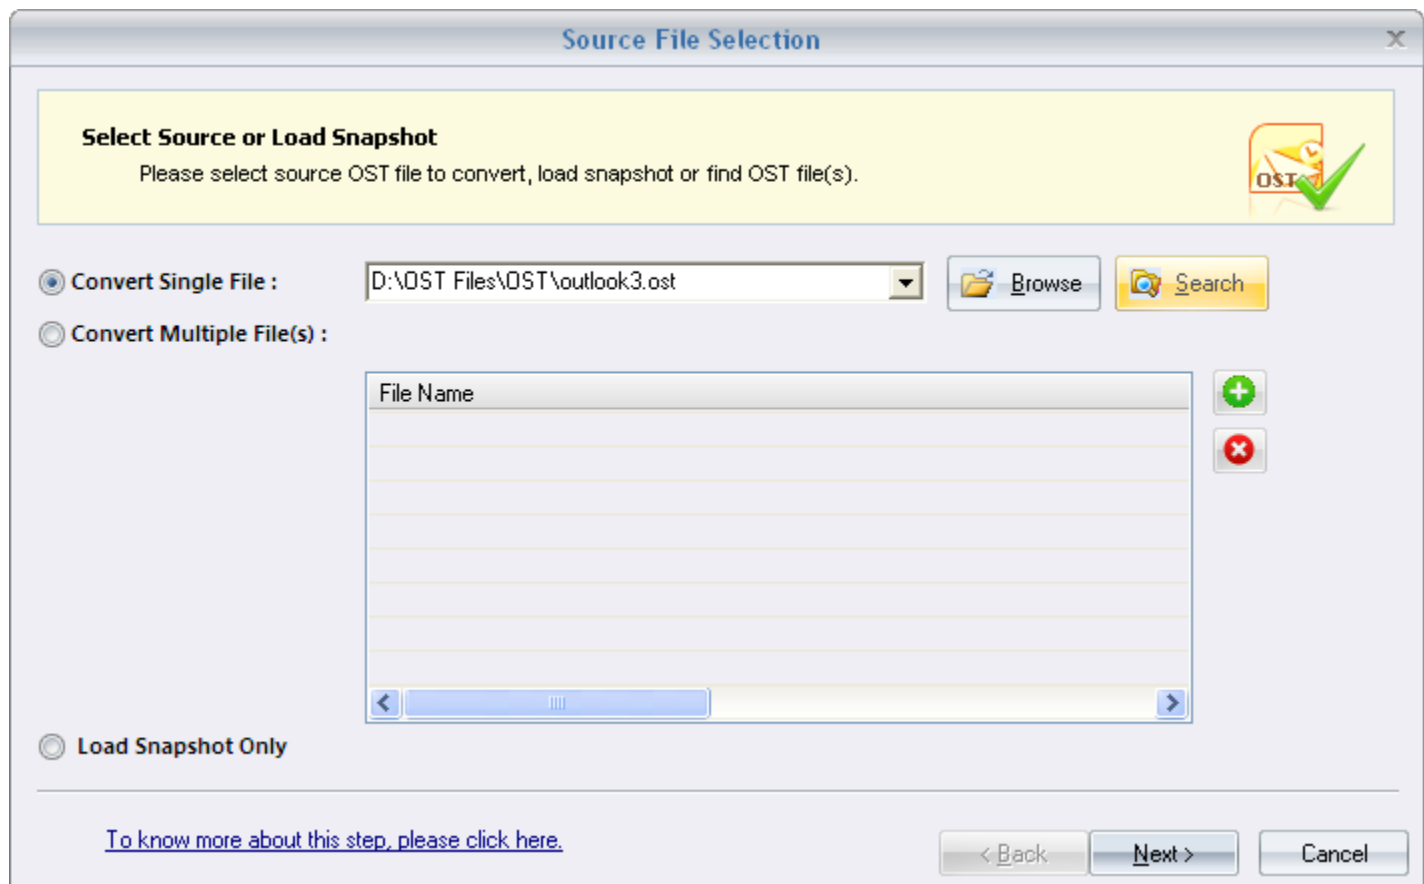 Source File Selection
Select Source or Load Snapshot
Please select source OST file to convert, load snapshot or find OST file(s).
OST
Convert Single File :
D:\OST Files\OST\outlook3.ost
Browse
Search
Convert Multiple File(s) :
File Name
Load Snapshot Only
To know more about this step, please click here.
< Back
Next >
Cancel